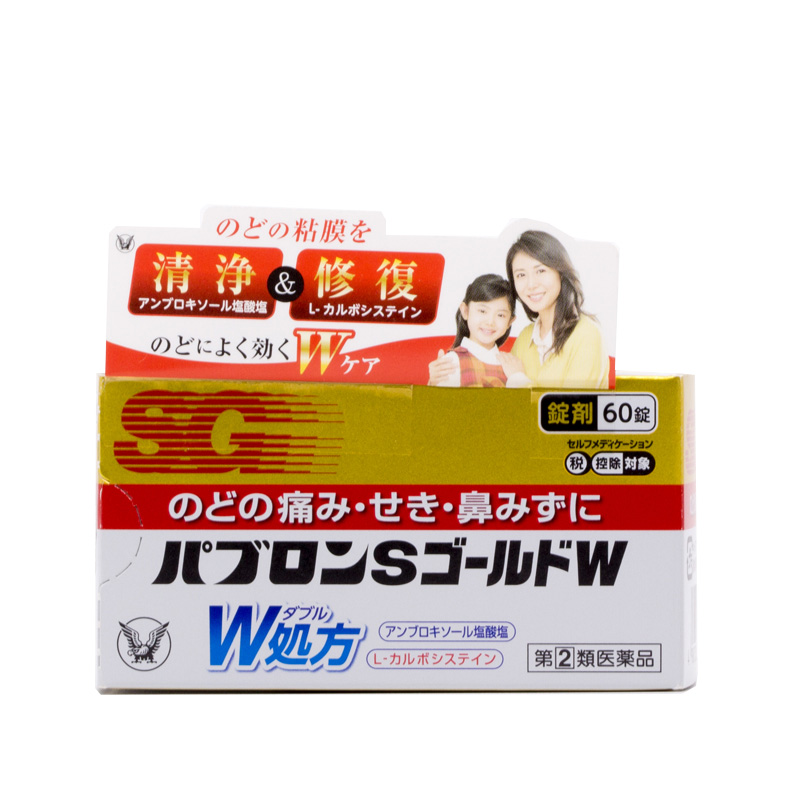 のどの粘膜を
清浄 & 修復
アンブロキソール塩酸塩 L-カルボシステイン
のどによく効くWケア
SG
錠剤 60錠
セルフメディケーション
税 控除対象
のどの痛み・せき・鼻みずに
パブロンSゴールドW
ダブル
W処方
アンブロキソール塩酸塩
L-カルボシステイン
第2類医薬品